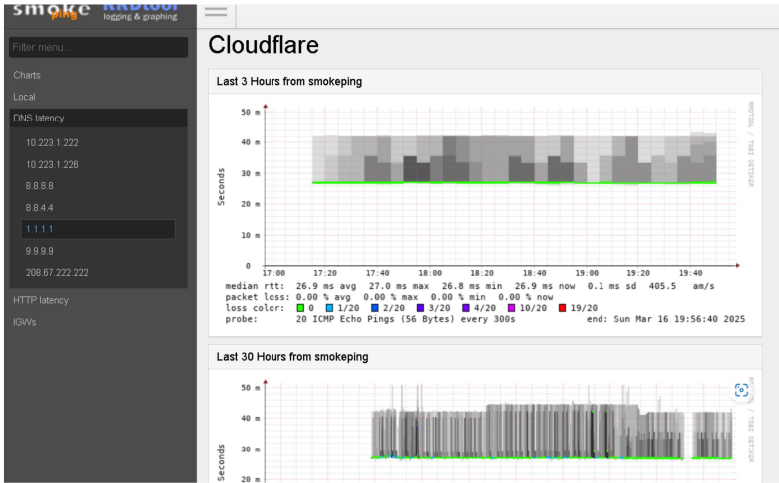 smoke
ping
RRDtool
logging & graphing
Filter menu...
Charts
Local
DNS latency
10.223.1.222
10.223.1.226
8.8.8.8
8.8.4.4
1.1.1.1
9.9.9.9
208.67.222.222
HTTP latency
IGWs
Cloudflare
Last 3 Hours from smokeping
50 m
40 m
30 m
20 m
10 m
0
Seconds
RRDTOOL / TOBI OETIKER
17:00 17:20 17:40 18:00 18:20 18:40 19:00 19:20 19:40
median rtt: 26.9 ms avg 27.0 ms max 26.8 ms min 26.9 ms now 0.1 ms sd 405.5 am/s
packet loss: 0.00 % avg 0.00 % max 0.00 % min 0.00 % now
loss color: 0 1/20 2/20 3/20 4/20 10/20 19/20
probe: 20 ICMP Echo Pings (56 Bytes) every 300s end: Sun Mar 16 19:56:40 2025
Last 30 Hours from smokeping
50 m
40 m
30 m
20 m
Seconds